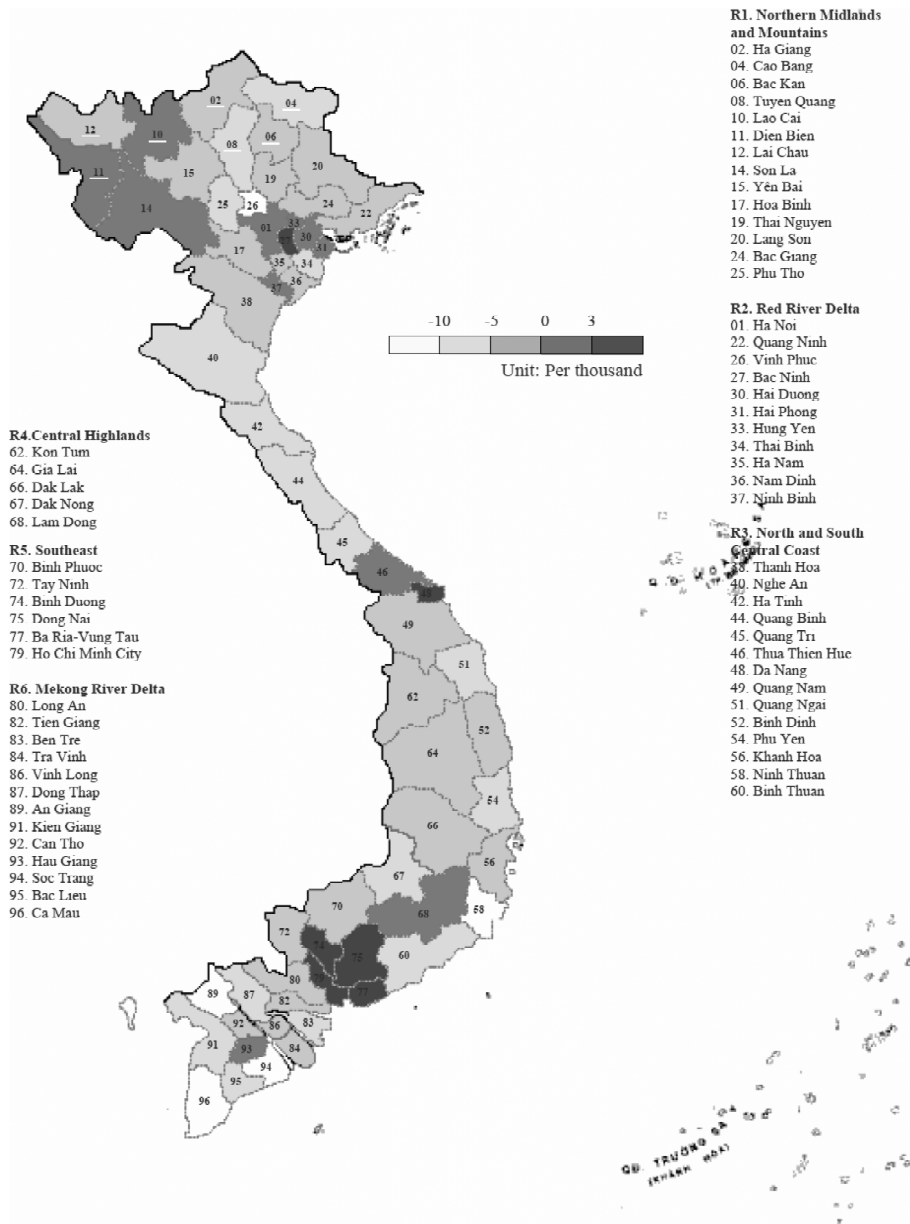 R1. Northern Midlands
and Mountains
02. Ha Giang
04. Cao Bang
06. Bac Kan
08. Tuyen Quang
10. Lao Cai
11. Dien Bien
12. Lai Chau
14. Son La
15. Yên Bai
17. Hoa Binh
19. Thai Nguyen
20. Lang Son
24. Bac Giang
25. Phu Tho
R2. Red River Delta
01. Ha Noi
22. Quang Ninh
26. Vinh Phuc
27. Bac Ninh
30. Hai Duong
31. Hai Phong
33. Hung Yen
34. Thai Binh
35. Ha Nam
36. Nam Dinh
37. Ninh Binh
R3. North and South
Central Coast
38. Thanh Hoa
40. Nghe An
42. Ha Tinh
44. Quang Binh
45. Quang Tri
46. Thua Thien Hue
48. Da Nang
49. Quang Nam
51. Quang Ngai
52. Binh Dinh
54. Phu Yen
56. Khanh Hoa
58. Ninh Thuan
60. Binh Thuan
-10 -5 0 3
Unit: Per thousand
R4.Central Highlands
62. Kon Tum
64. Gia Lai
66. Dak Lak
67. Dak Nong
68. Lam Dong
R5. Southeast
70. Binh Phuoc
72. Tay Ninh
74. Binh Duong
75. Dong Nai
77. Ba Ria-Vung Tau
79. Ho Chi Minh City
R6. Mekong River Delta
80. Long An
82. Tien Giang
83. Ben Tre
84. Tra Vinh
86. Vinh Long
87. Dong Thap
89. An Giang
91. Kien Giang
92. Can Tho
93. Hau Giang
94. Soc Trang
95. Bac Lieu
96. Ca Mau
02
04
12
10
08
06
20
11
15
19
14
25
26
24
22
01
33
30
31
17
35
34
36
37
38
40
42
44
45
46
48
49
51
62
52
64
54
66
56
67
68
58
70
72
74
75
60
79
77
80
89
87
82
83
92
86
84
91
93
94
95
96
QĐ. TRƯỜNG SA
(KHÁNH HOÀ)